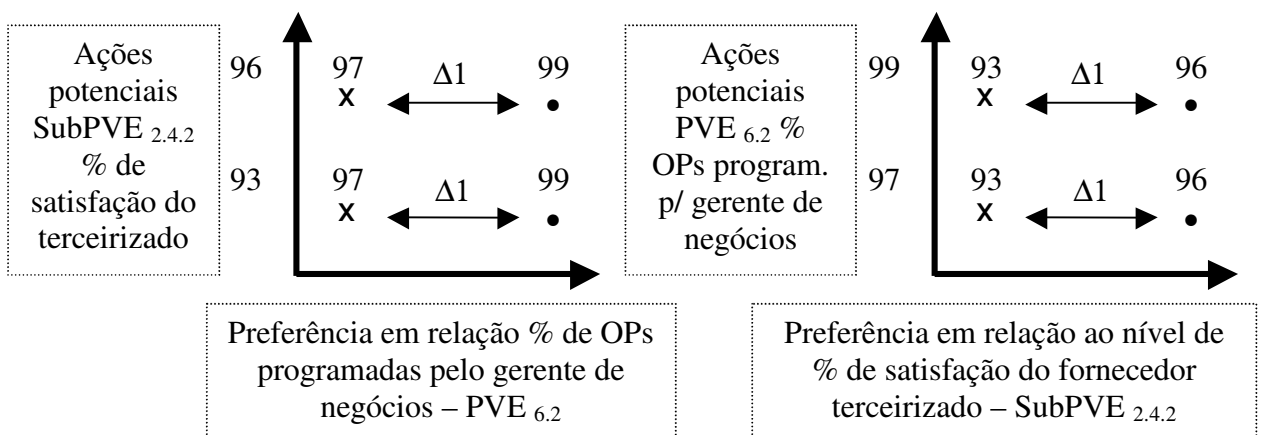 Ações
potenciais
SubPVE 2.4.2
% de
satisfação do
terceirizado
96
93
97
x
Δ1
99
97
x
Δ1
99
Preferência em relação % de OPs
programadas pelo gerente de
negócios – PVE 6.2
Ações
potenciais
PVE 6.2 %
OPs program.
p/ gerente de
negócios
99
97
93
x
Δ1
96
93
x
Δ1
96
Preferência em relação ao nível de
% de satisfação do fornecedor
terceirizado – SubPVE 2.4.2